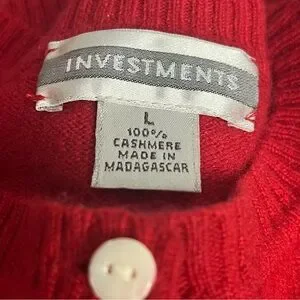 INVESTMENTS
L
100%
CASHMERE
MADE IN
MADAGASCAR